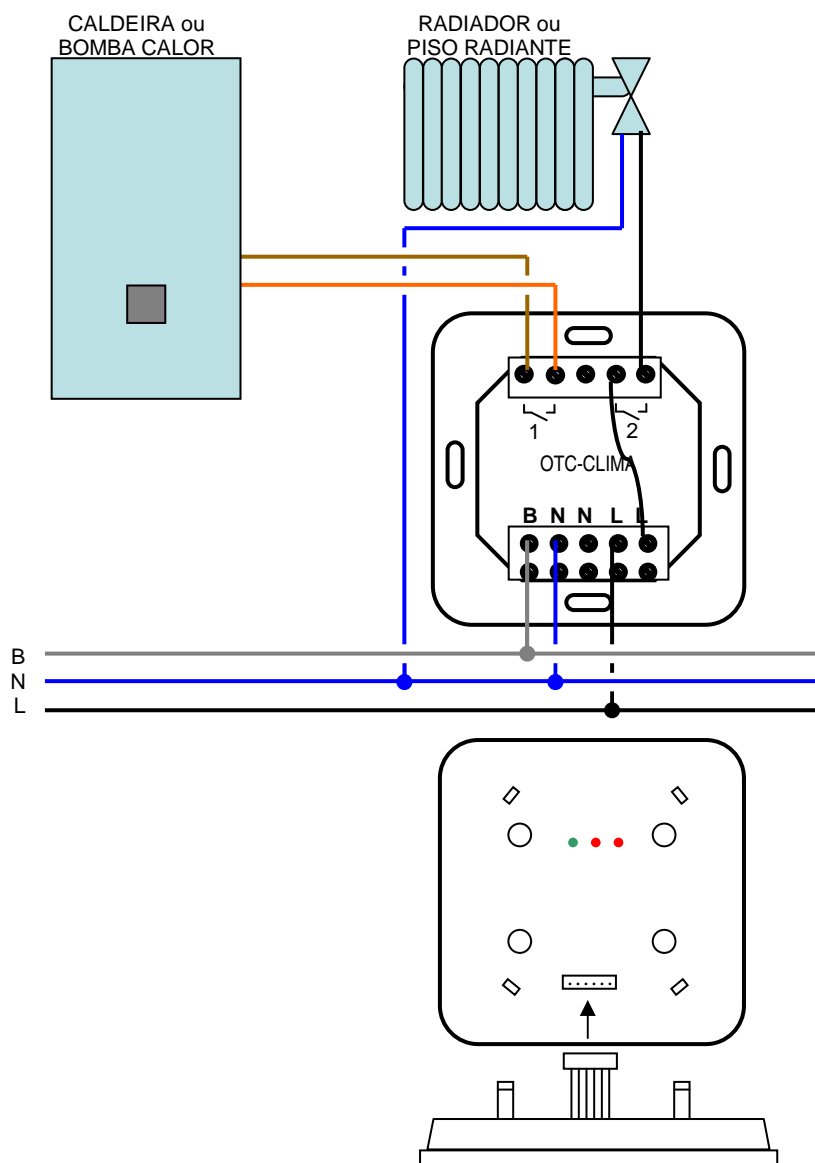 CALDEIRA ou
BOMBA CALOR
RADIADOR ou
PISO RADIANTE
1
2
OTC-CLIMA
B N N L L
B
N
L